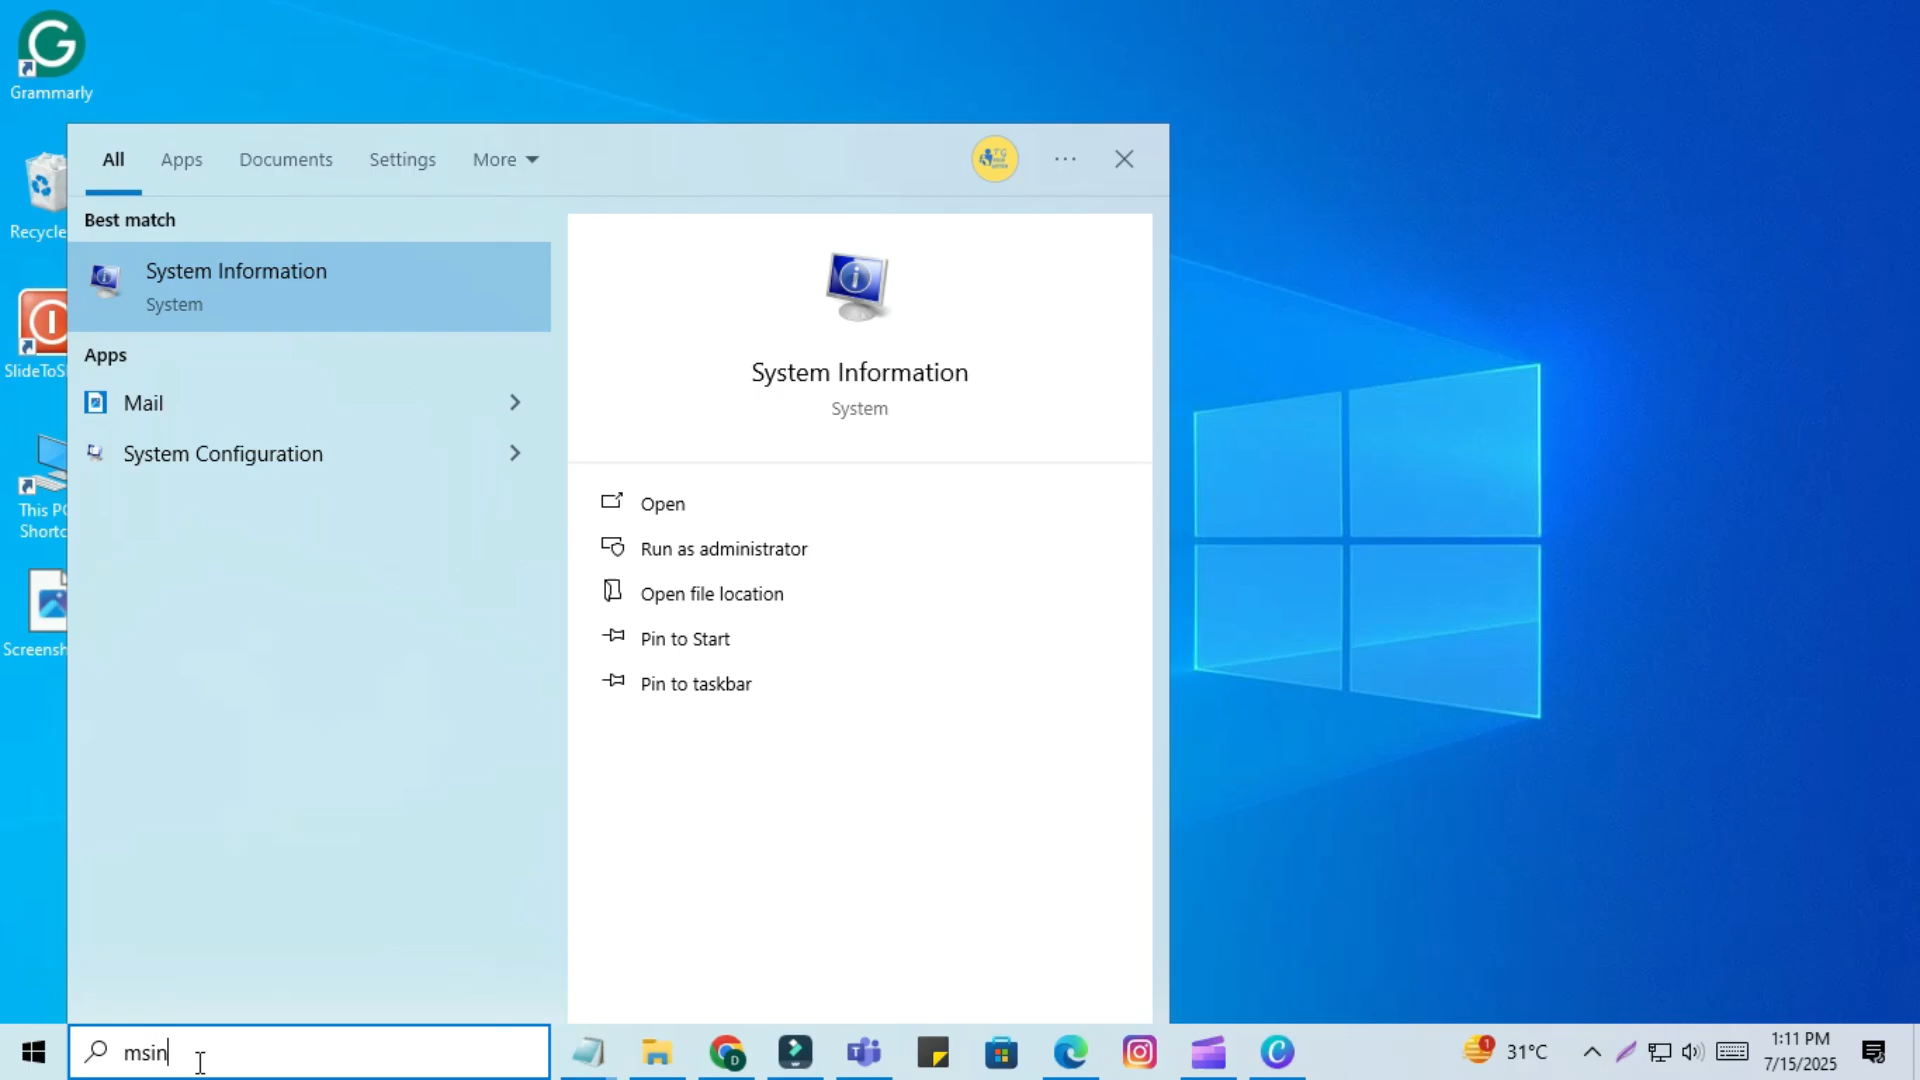 Grammarly
Recycle
SlideToS
This P
Shortc
Screensh
All
Apps
Documents
Settings
More
Best match
System Information
System
Apps
Mail
System Configuration
System Information
System
Open
Run as administrator
Open file location
Pin to Start
Pin to taskbar
msin
D
1
31°C
1:11 PM
7/15/2025